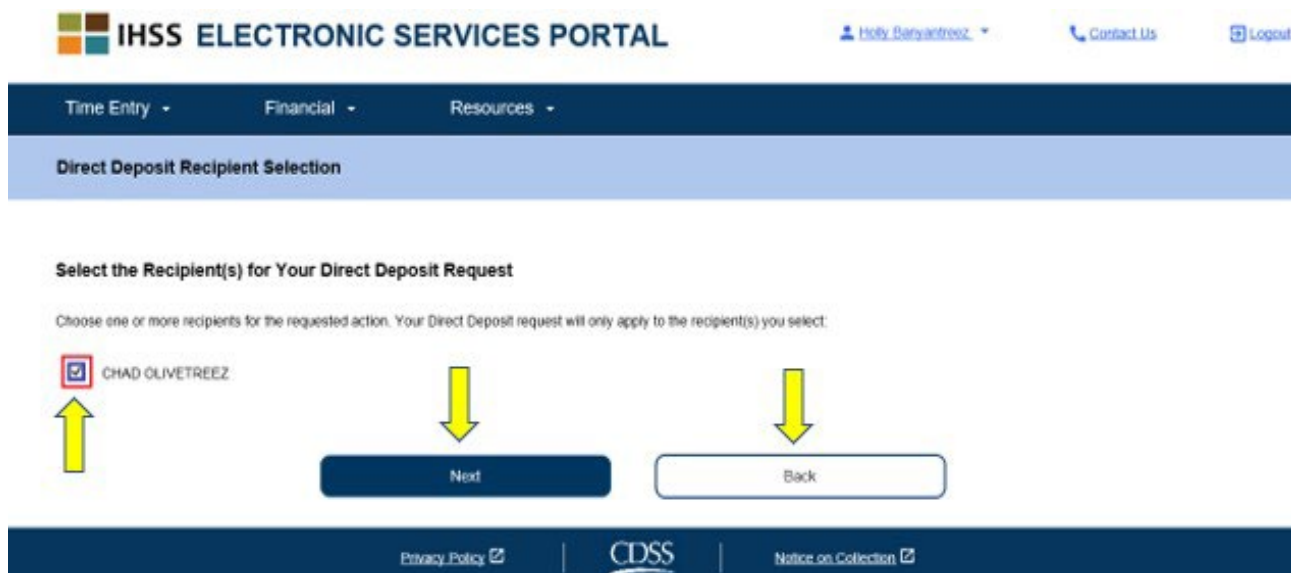 IHSS ELECTRONIC SERVICES PORTAL
Holly Banyantreez
Contact Us
Logout
Time Entry
Financial
Resources
Direct Deposit Recipient Selection
Select the Recipient(s) for Your Direct Deposit Request
Choose one or more recipients for the requested action. Your Direct Deposit request will only apply to the recipient(s) you select:
CHAD OLIVETREEZ
Next
Back
Privacy Policy
CDSS
Notice on Collection